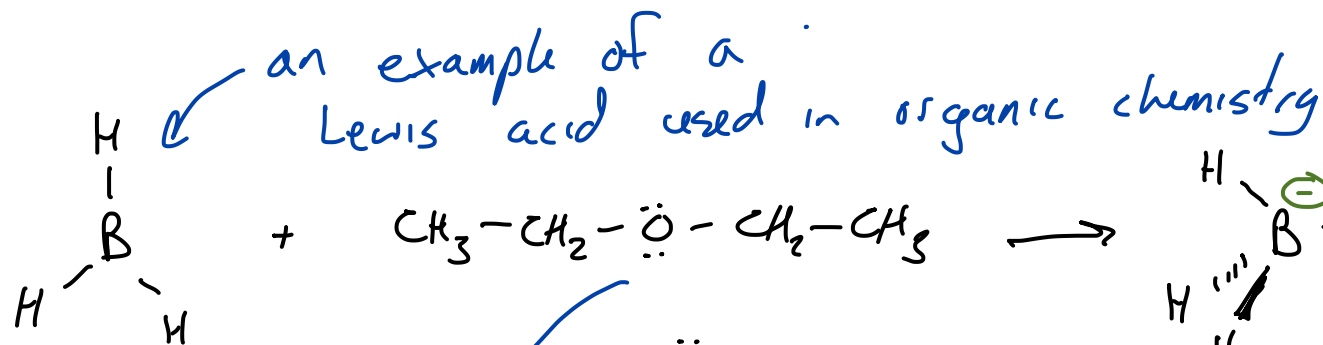 an example of a
Lewis acid used in organic chemistry
H
B
H
H
+
CH₃-CH₂-Ö-CH₂-CH₃
H
⊖
B
H